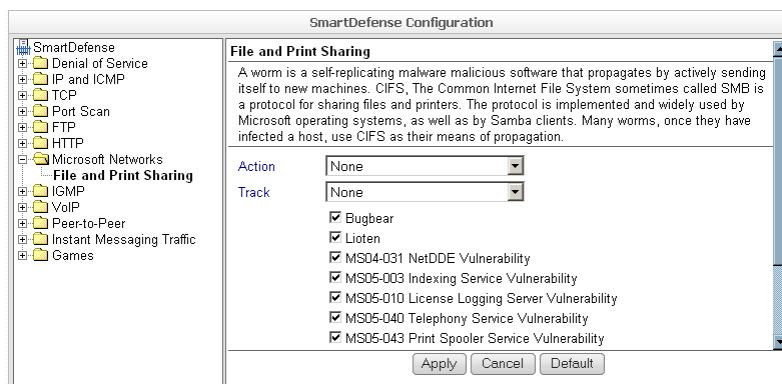 SmartDefense Configuration
SmartDefense
Denial of Service
IP and ICMP
TCP
Port Scan
FTP
HTTP
Microsoft Networks
File and Print Sharing
IGMP
VoIP
Peer-to-Peer
Instant Messaging Traffic
Games
File and Print Sharing
A worm is a self-replicating malware malicious software that propagates by actively sending
itself to new machines. CIFS, The Common Internet File System sometimes called SMB is
a protocol for sharing files and printers. The protocol is implemented and widely used by
Microsoft operating systems, as well as by Samba clients. Many worms, once they have
infected a host, use CIFS as their means of propagation.
Action None
Track None
Bugbear
Lioten
MS04-031 NetDDE Vulnerability
MS05-003 Indexing Service Vulnerability
MS05-010 License Logging Server Vulnerability
MS05-040 Telephony Service Vulnerability
MS05-043 Print Spooler Service Vulnerability
Apply Cancel Default